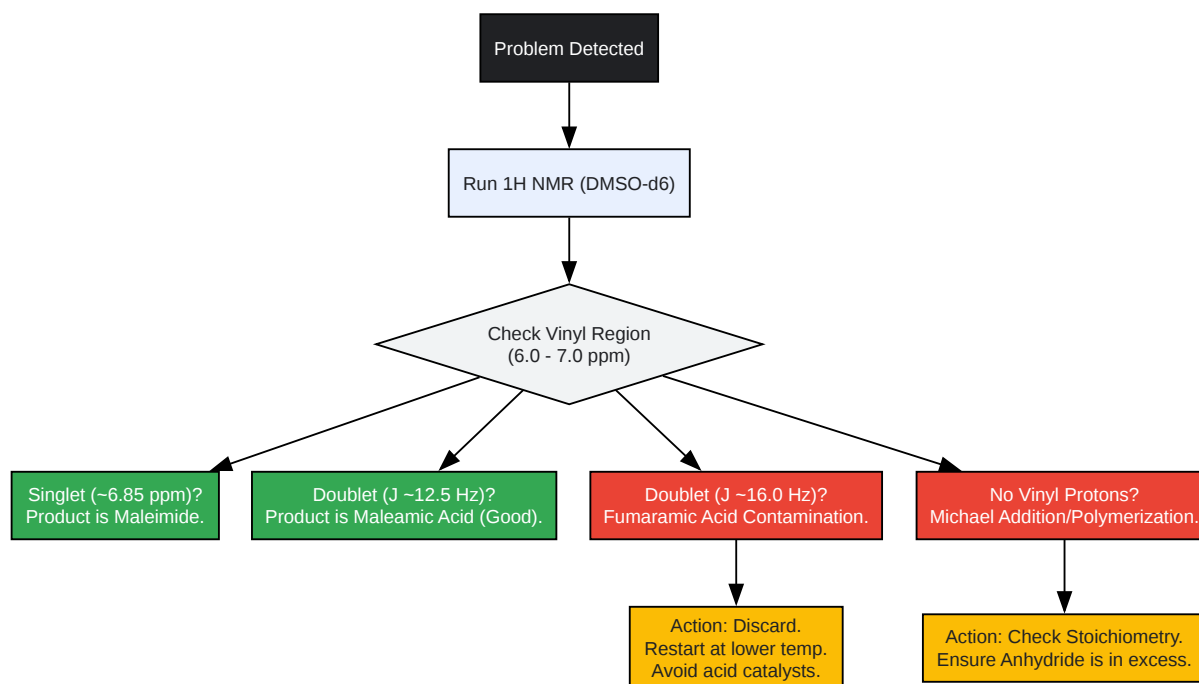 Problem Detected
Run 1H NMR (DMSO-d6)
Check Vinyl Region
(6.0 - 7.0 ppm)
Singlet (~6.85 ppm)?
Product is Maleimide.
Doublet (J ~12.5 Hz)?
Product is Maleamic Acid (Good).
Doublet (J ~16.0 Hz)?
Fumaramic Acid Contamination.
No Vinyl Protons?
Michael Addition/Polymerization.
Action: Discard.
Restart at lower temp.
Avoid acid catalysts.
Action: Check Stoichiometry.
Ensure Anhydride is in excess.